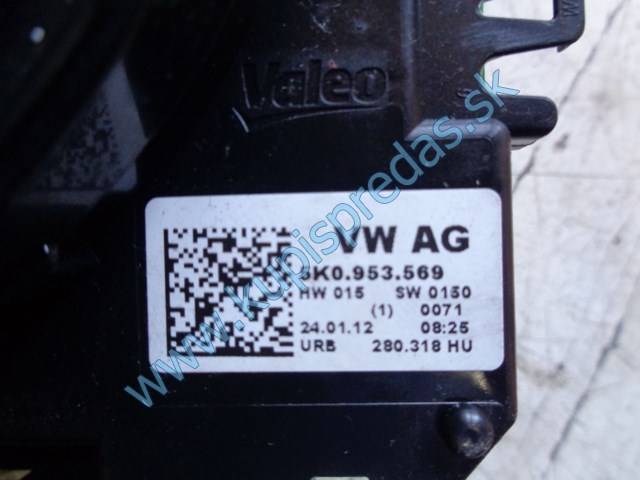 Valeo
VW AG
5K0.953.569
HW 015 SW 0150
(1) 0071
24.01.12 08:25
URB 280.318 HU
www.kupispredas.sk